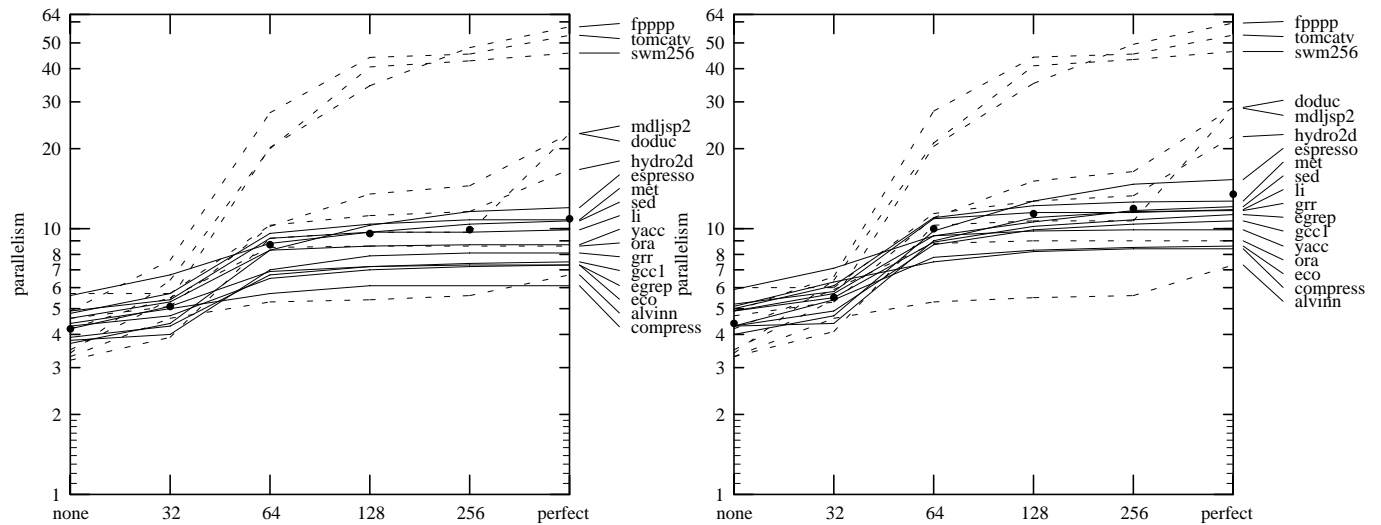 64
50
40
30
20
10
8
7
6
5
4
3
2
1
parallelism
none 32 64 128 256 perfect
fpppp
tomcatv
swm256
mdljsp2
doduc
hydro2d
espresso
met
sed
li
yacc
ora
grr
gcc1
egrep
eco
alvinn
compress
64
50
40
30
20
10
8
7
6
5
4
3
2
1
parallelism
none 32 64 128 256 perfect
fpppp
tomcatv
swm256
doduc
mdljsp2
hydro2d
espresso
met
sed
li
grr
egrep
gcc1
yacc
ora
eco
compress
alvinn